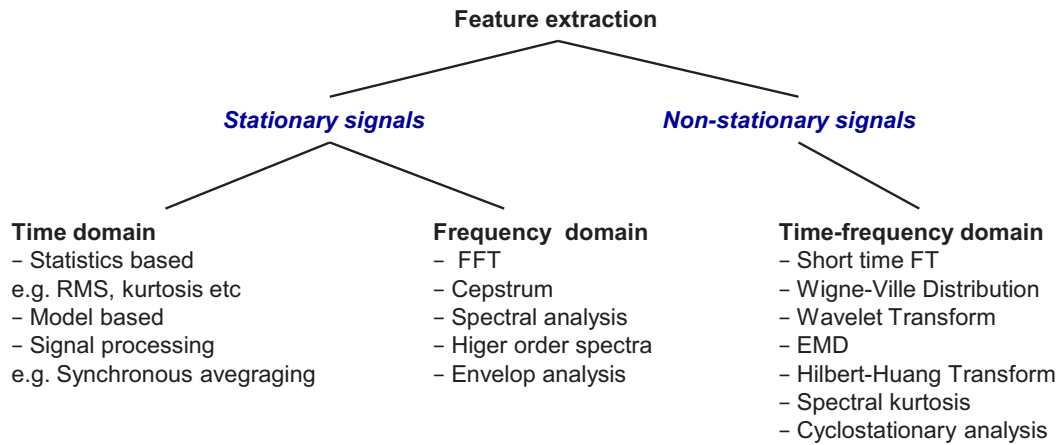 Feature extraction
Stationary signals
Non-stationary signals
Time domain
– Statistics based
e.g. RMS, kurtosis etc
– Model based
– Signal processing
e.g. Synchronous avegraging
Frequency domain
– FFT
– Cepstrum
– Spectral analysis
– Higer order spectra
– Envelop analysis
Time-frequency domain
– Short time FT
– Wigne-Ville Distribution
– Wavelet Transform
– EMD
– Hilbert-Huang Transform
– Spectral kurtosis
– Cyclostationary analysis